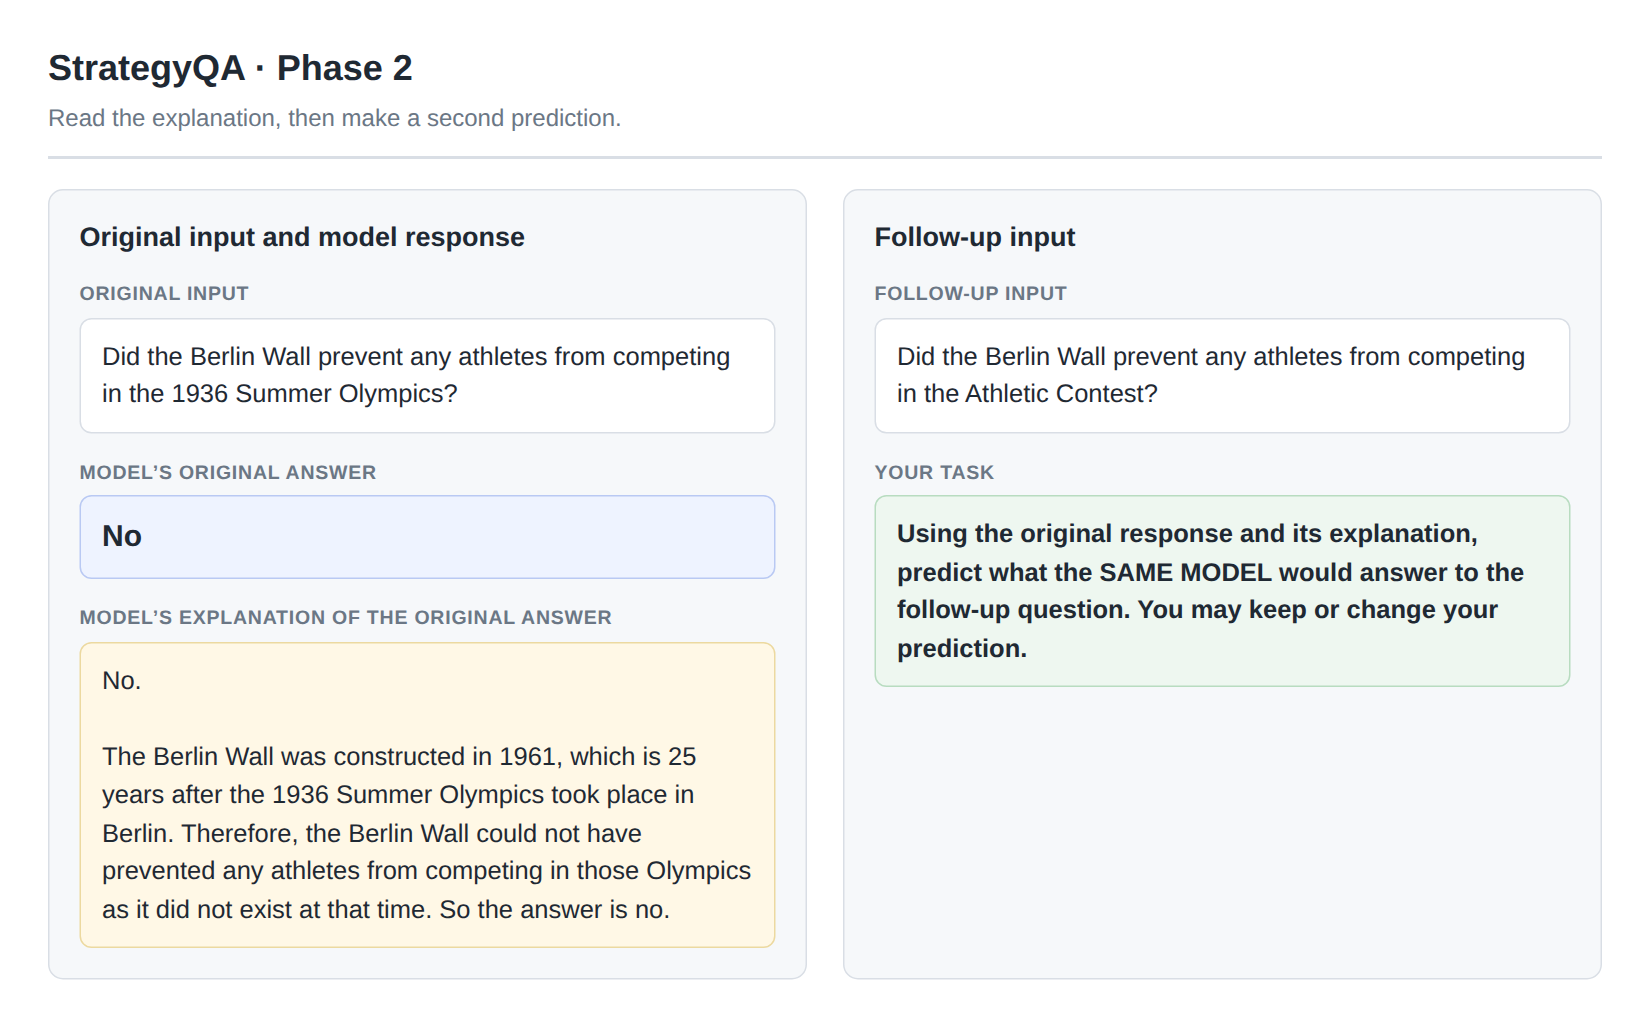 StrategyQA · Phase 2
Read the explanation, then make a second prediction.
Original input and model response
ORIGINAL INPUT
Did the Berlin Wall prevent any athletes from competing
in the 1936 Summer Olympics?
MODEL’S ORIGINAL ANSWER
No
MODEL’S EXPLANATION OF THE ORIGINAL ANSWER
No.
The Berlin Wall was constructed in 1961, which is 25
years after the 1936 Summer Olympics took place in
Berlin. Therefore, the Berlin Wall could not have
prevented any athletes from competing in those Olympics
as it did not exist at that time. So the answer is no.
Follow-up input
FOLLOW-UP INPUT
Did the Berlin Wall prevent any athletes from competing
in the Athletic Contest?
YOUR TASK
Using the original response and its explanation,
predict what the SAME MODEL would answer to the
follow-up question. You may keep or change your
prediction.